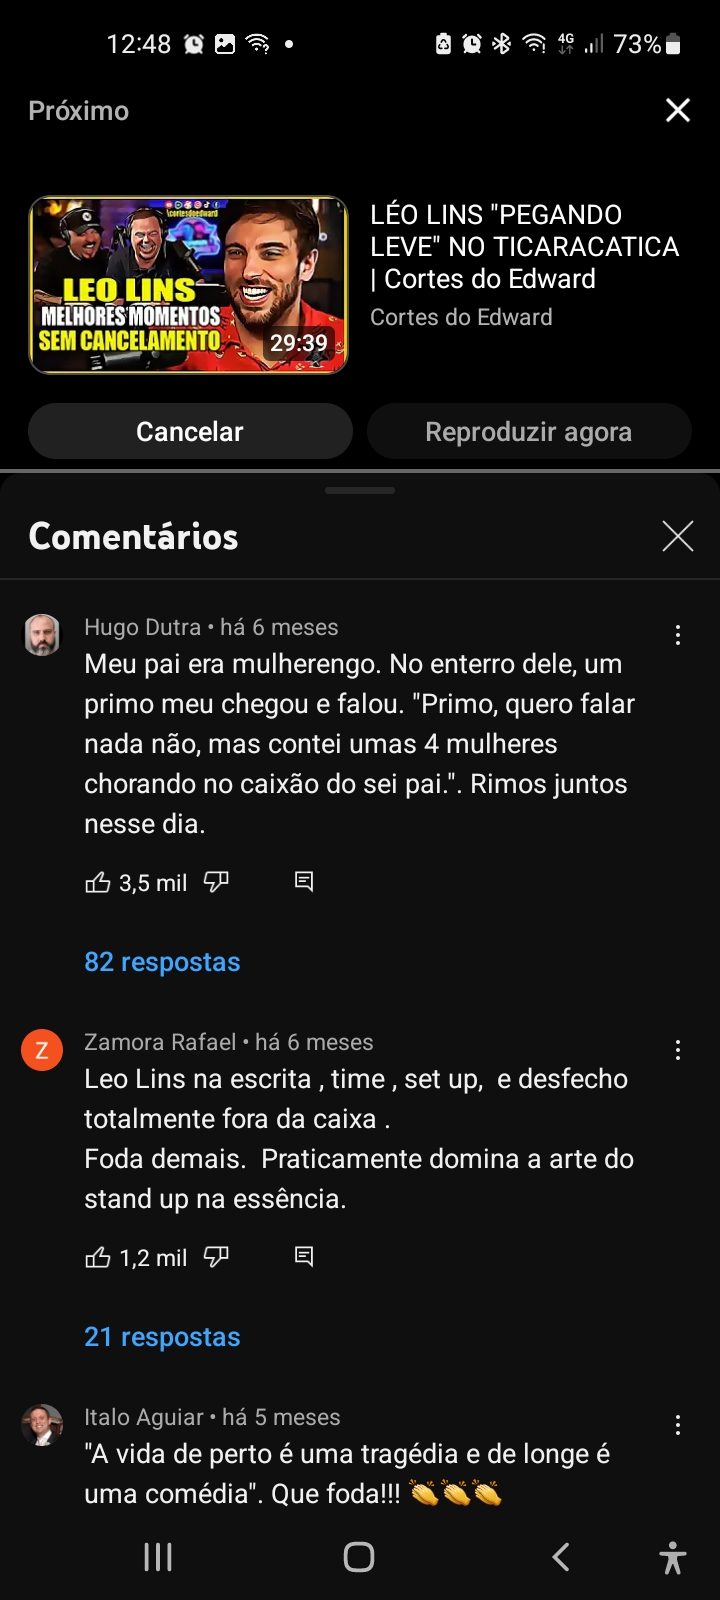 12:48
4G
73%
Próximo
\cortesdoedward
LEO LINS
MELHORES MOMENTOS
SEM CANCELAMENTO
29:39
LÉO LINS "PEGANDO
LEVE" NO TICARACATICA
| Cortes do Edward
Cortes do Edward
Cancelar
Reproduzir agora
Comentários
Hugo Dutra • há 6 meses
Meu pai era mulherengo. No enterro dele, um
primo meu chegou e falou. "Primo, quero falar
nada não, mas contei umas 4 mulheres
chorando no caixão do sei pai.". Rimos juntos
nesse dia.
3,5 mil
82 respostas
Z
Zamora Rafael • há 6 meses
Leo Lins na escrita , time , set up,  e desfecho
totalmente fora da caixa .
Foda demais.  Praticamente domina a arte do
stand up na essência.
1,2 mil
21 respostas
Italo Aguiar • há 5 meses
"A vida de perto é uma tragédia e de longe é
uma comédia". Que foda!!! 👏👏👏